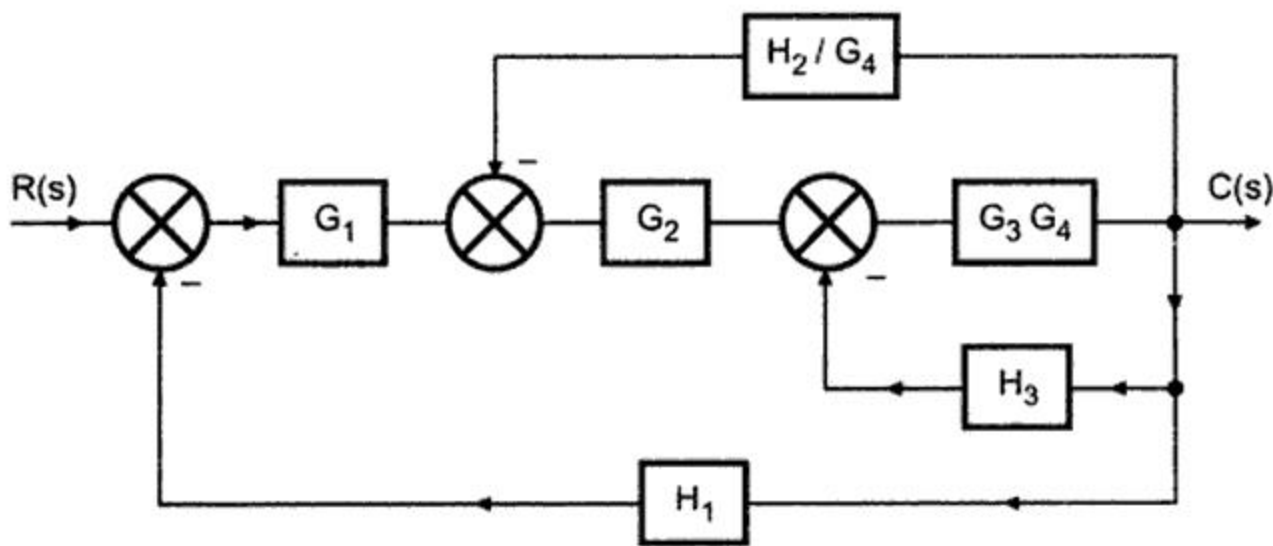 H₂ / G₄
–
R(s)
G₁
G₂
G₃ G₄
C(s)
–
–
H₃
H₁